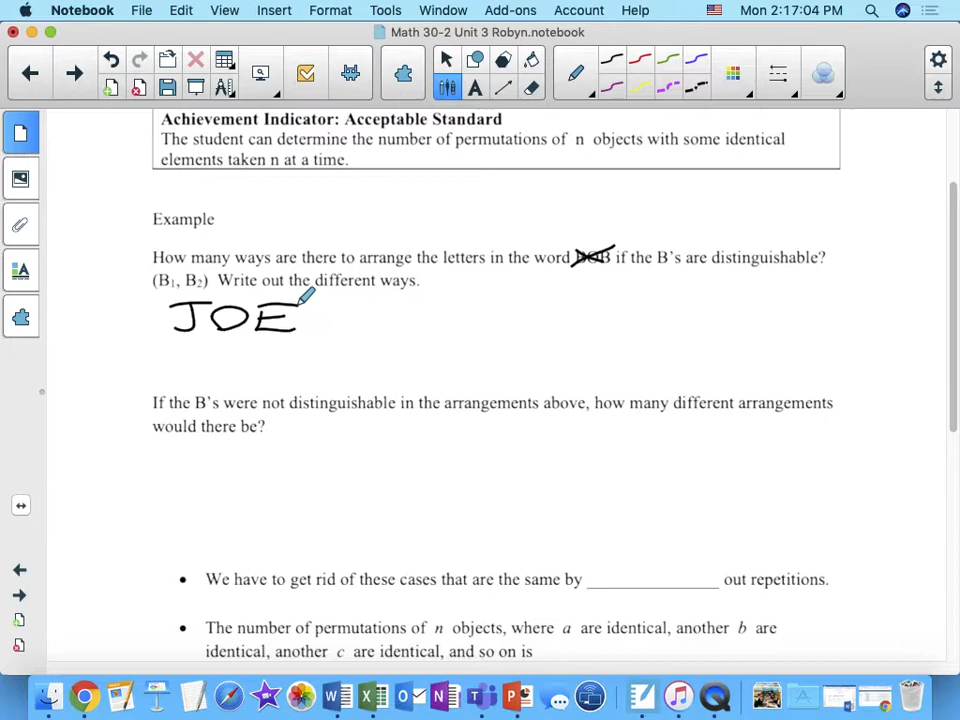 Notebook File Edit View Insert Format Tools Window Add-ons Account Help Mon 2:17:04 PM
Math 30-2 Unit 3 Robyn.notebook
Achievement Indicator: Acceptable Standard
The student can determine the number of permutations of n objects with some identical
elements taken n at a time.
Example
How many ways are there to arrange the letters in the word BOB if the B's are distinguishable?
(B₁, B₂) Write out the different ways.
JOE
If the B's were not distinguishable in the arrangements above, how many different arrangements
would there be?
• We have to get rid of these cases that are the same by ______________ out repetitions.
• The number of permutations of n objects, where a are identical, another b are
identical, another c are identical, and so on is